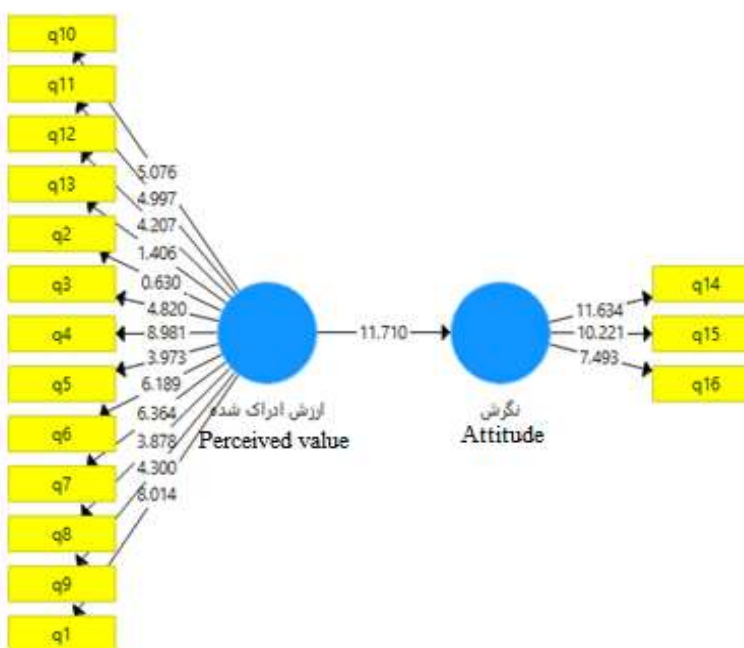 q10
q11
q12
q13
q2
q3
q4
q5
q6
q7
q8
q9
q1
5.076
4.997
4.207
1.406
0.630
4.820
8.981
3.973
6.189
6.364
3.878
4.300
8.014
11.710
ارزش ادراک شده
Perceived value
نگرش
Attitude
11.634
10.221
7.493
q14
q15
q16